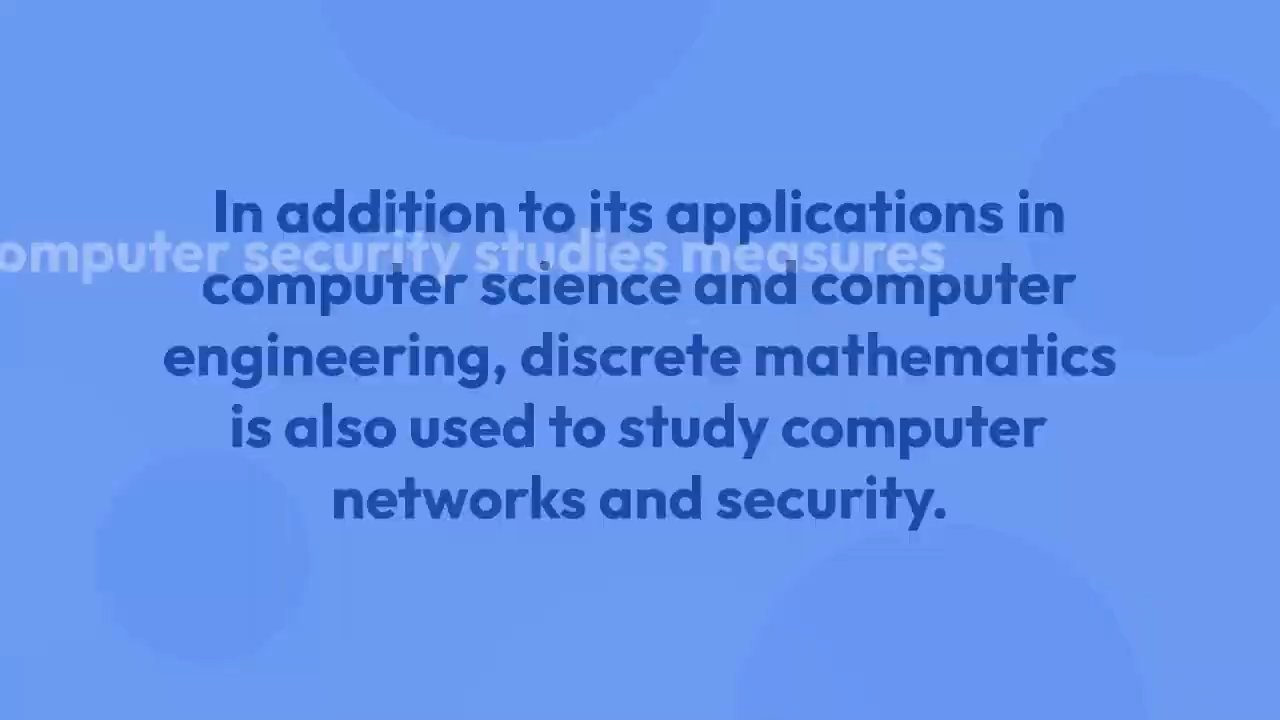 In addition to its applications in
omputer security studies measures
computer science and computer
engineering, discrete mathematics
is also used to study computer
networks and security.